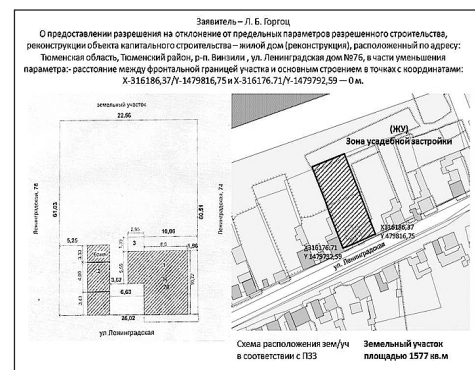 Заявитель – Л. Б. Горгоц
О предоставлении разрешения на отклонение от предельных параметров разрешенного строительства,
реконструкции объекта капитального строительства – жилой дом (реконструкция), расположенный по адресу:
Тюменская область, Тюменский район, р-п. Винзили , ул. Ленинградская дом №76, в части уменьшения
параметра:- расстояние между фронтальной границей участка и основным строением в точках с координатами:
X-316186,37/Y-1479816,75 и X-316176.71/Y-1479792,59 — 0 м.
земельный участок
22,66
(ЖУ)
Зона усадебной застройки
Ленинградская, 78
61,03
60,51
Ленинградская, 74
2,95
10,06
3
5,25
1,96
3,67
6,63
26,02
ул.Ленинградская
X316186,37
Y 479816,75
X316176.71
Y 1479792,59
ул. Ленинградская
Схема расположения зем/уч
в соответствии с ПЗЗ
Земельный участок
площадью 1577 кв.м